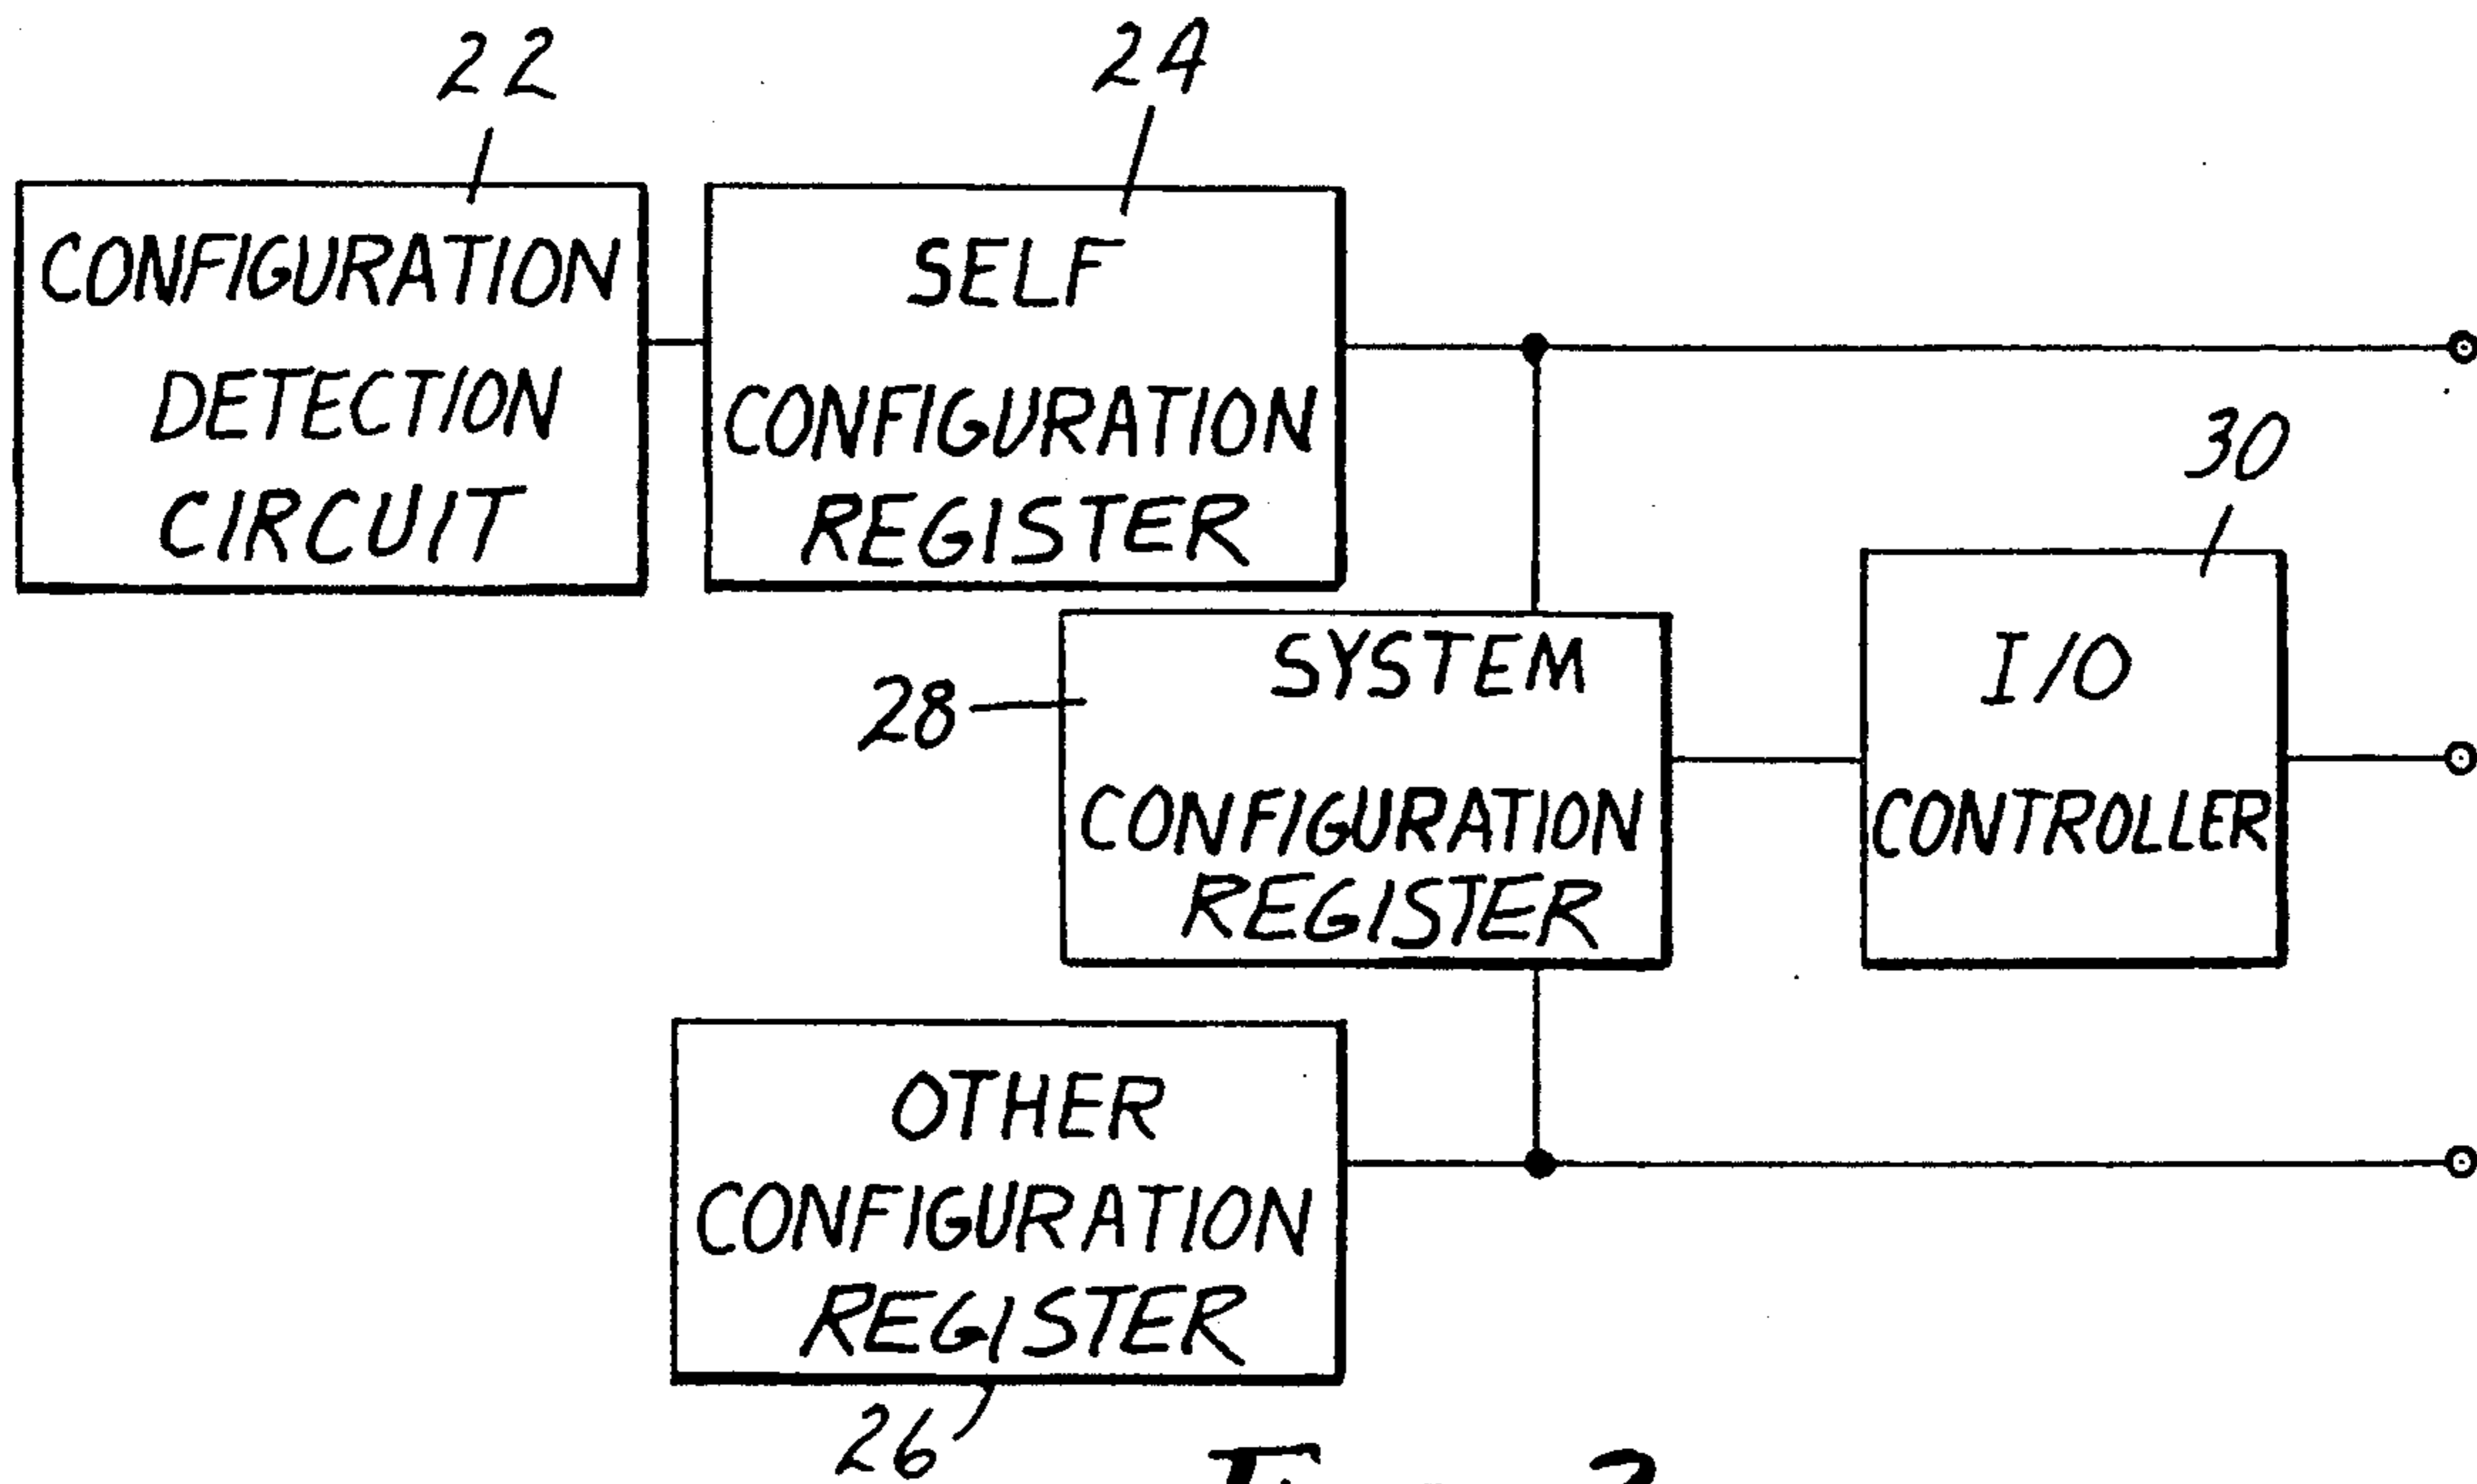 22
24
CONFIGURATION
DETECTION
CIRCUIT
SELF
CONFIGURATION
REGISTER
30
28
SYSTEM
CONFIGURATION
REGISTER
I/O
CONTROLLER
OTHER
CONFIGURATION
REGISTER
26